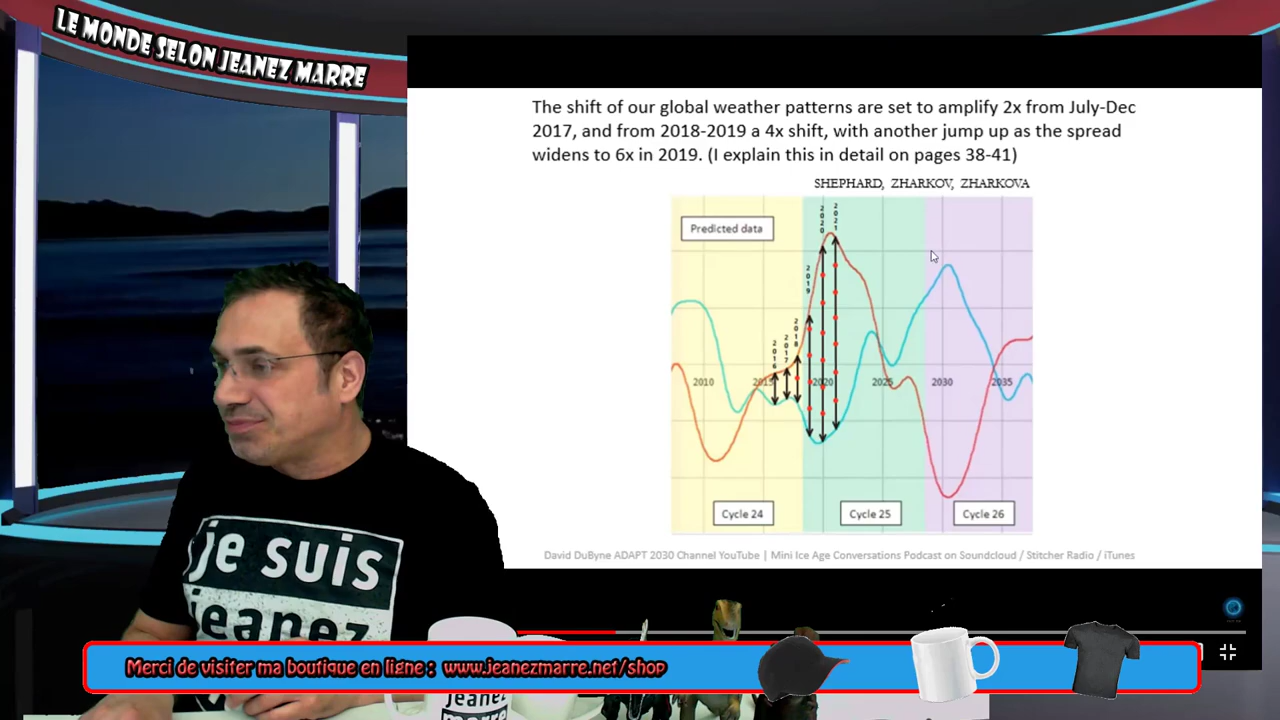 LE MONDE SELON JEANEZ MARRE
The shift of our global weather patterns are set to amplify 2x from July-Dec
2017, and from 2018-2019 a 4x shift, with another jump up as the spread
widens to 6x in 2019. (I explain this in detail on pages 38-41)
SHEPHARD, ZHARKOV, ZHARKOVA
Predicted data
2016
2017
2018
2019
2020
2021
2010
2015
2020
2025
2030
2035
Cycle 24
Cycle 25
Cycle 26
David DuByne ADAPT 2030 Channel YouTube | Mini Ice Age Conversations Podcast on Soundcloud / Stitcher Radio / iTunes
je suis
jeanez
Merci de visiter ma boutique en ligne : www.jeanezmarre.net/shop
jeanez
marre